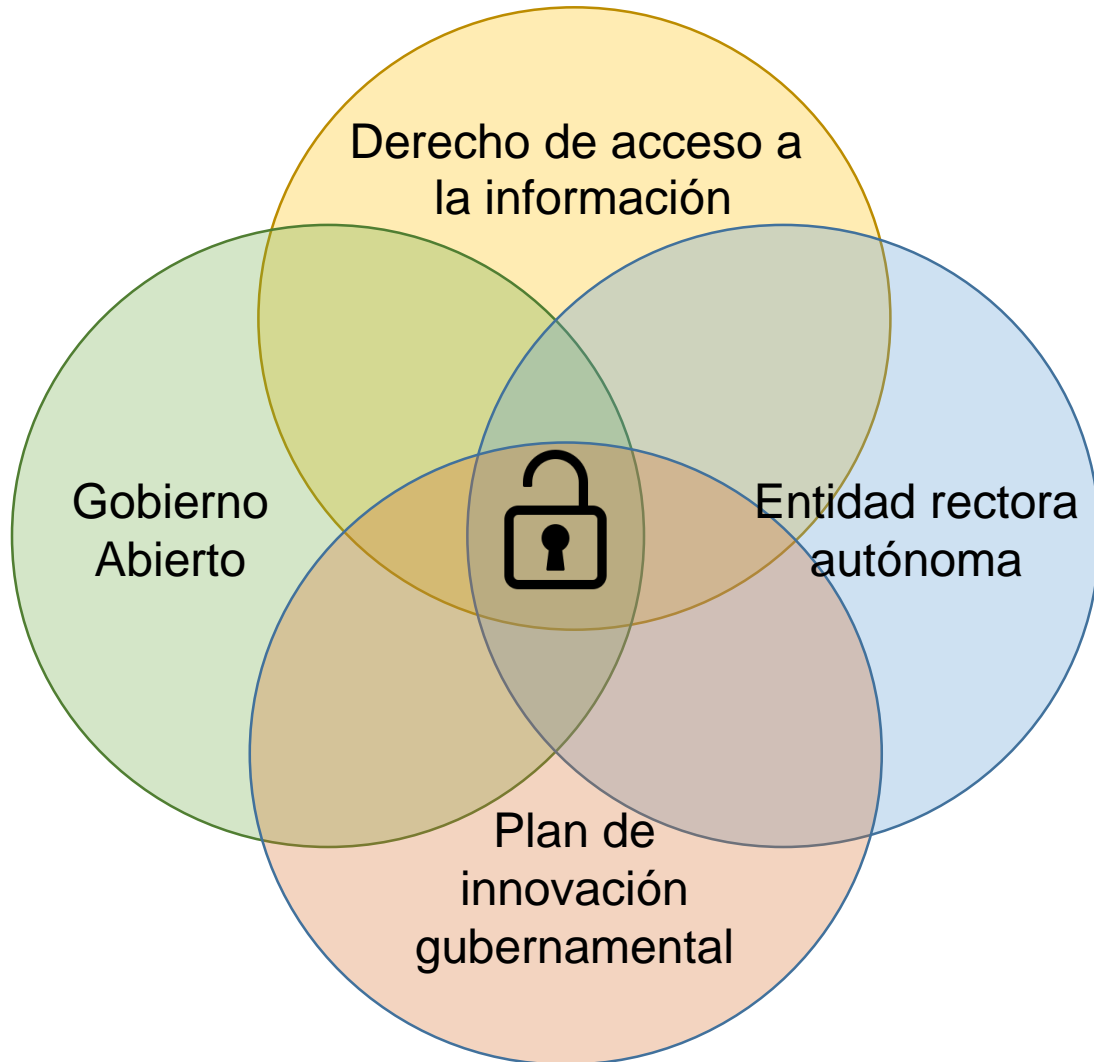 Derecho de acceso a
la información
Gobierno
Abierto
Entidad rectora
autónoma
Plan de
innovación
gubernamental